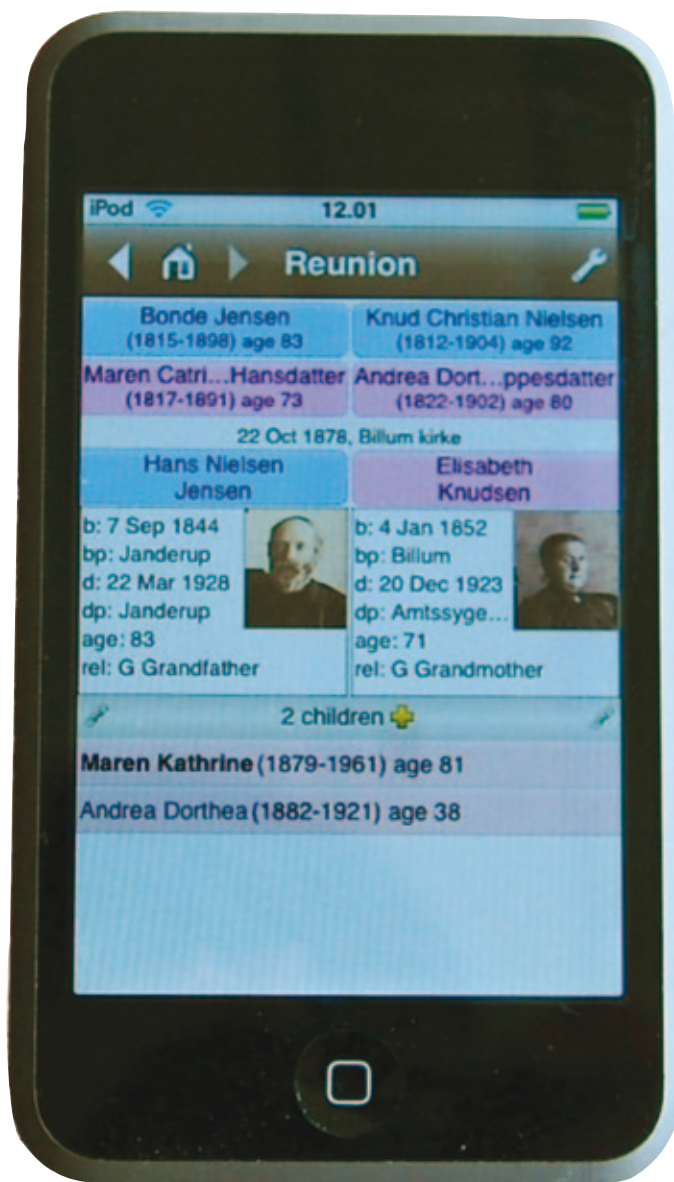 iPod 12.01
Reunion
Bonde Jensen
(1815-1898) age 83
Knud Christian Nielsen
(1812-1904) age 92
Maren Catri...Hansdatter
(1817-1891) age 73
Andrea Dort...ppesdatter
(1822-1902) age 80
22 Oct 1878, Billum kirke
Hans Nielsen
Jensen
Elisabeth
Knudsen
b: 7 Sep 1844
bp: Janderup
d: 22 Mar 1928
dp: Janderup
age: 83
rel: G Grandfather
b: 4 Jan 1852
bp: Billum
d: 20 Dec 1923
dp: Amtssyge...
age: 71
rel: G Grandmother
2 children
Maren Kathrine (1879-1961) age 81
Andrea Dorthea (1882-1921) age 38